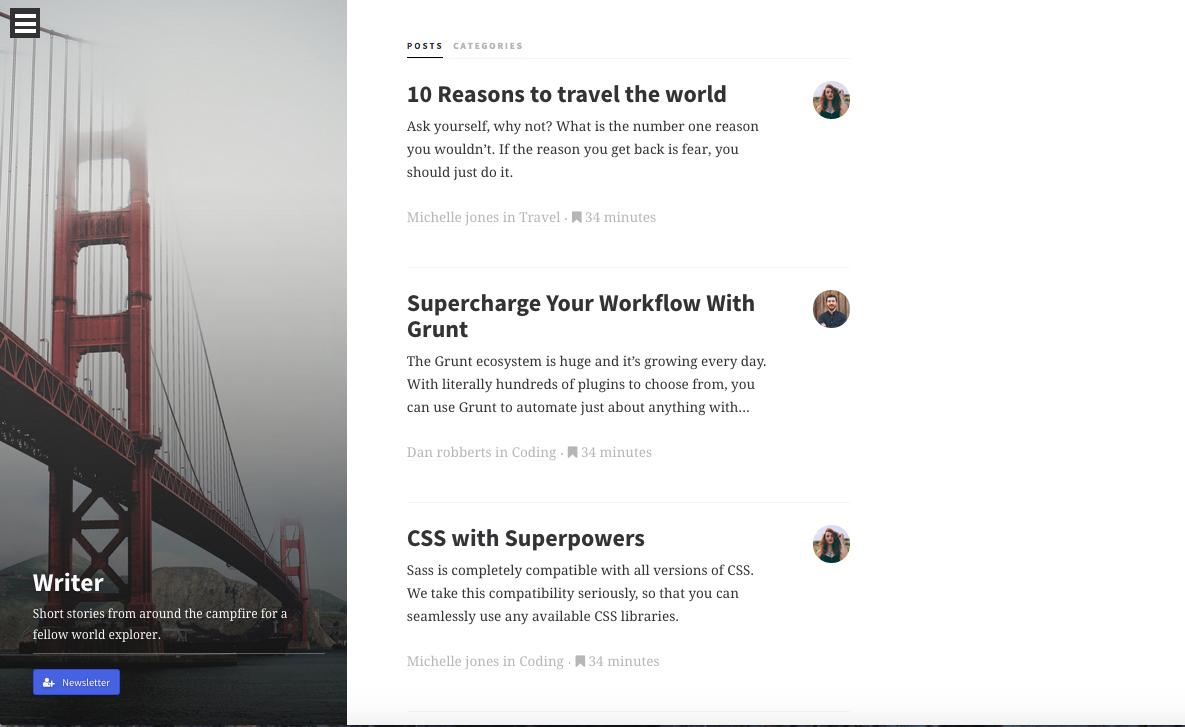 POSTS CATEGORIES
10 Reasons to travel the world
Ask yourself, why not? What is the number one reason
you wouldn’t. If the reason you get back is fear, you
should just do it.
Michelle jones in Travel · 34 minutes
Supercharge Your Workflow With
Grunt
The Grunt ecosystem is huge and it’s growing every day.
With literally hundreds of plugins to choose from, you
can use Grunt to automate just about anything with…
Dan robberts in Coding · 34 minutes
CSS with Superpowers
Sass is completely compatible with all versions of CSS.
We take this compatibility seriously, so that you can
seamlessly use any available CSS libraries.
Michelle jones in Coding · 34 minutes
Writer
Short stories from around the campfire for a
fellow world explorer.
Newsletter